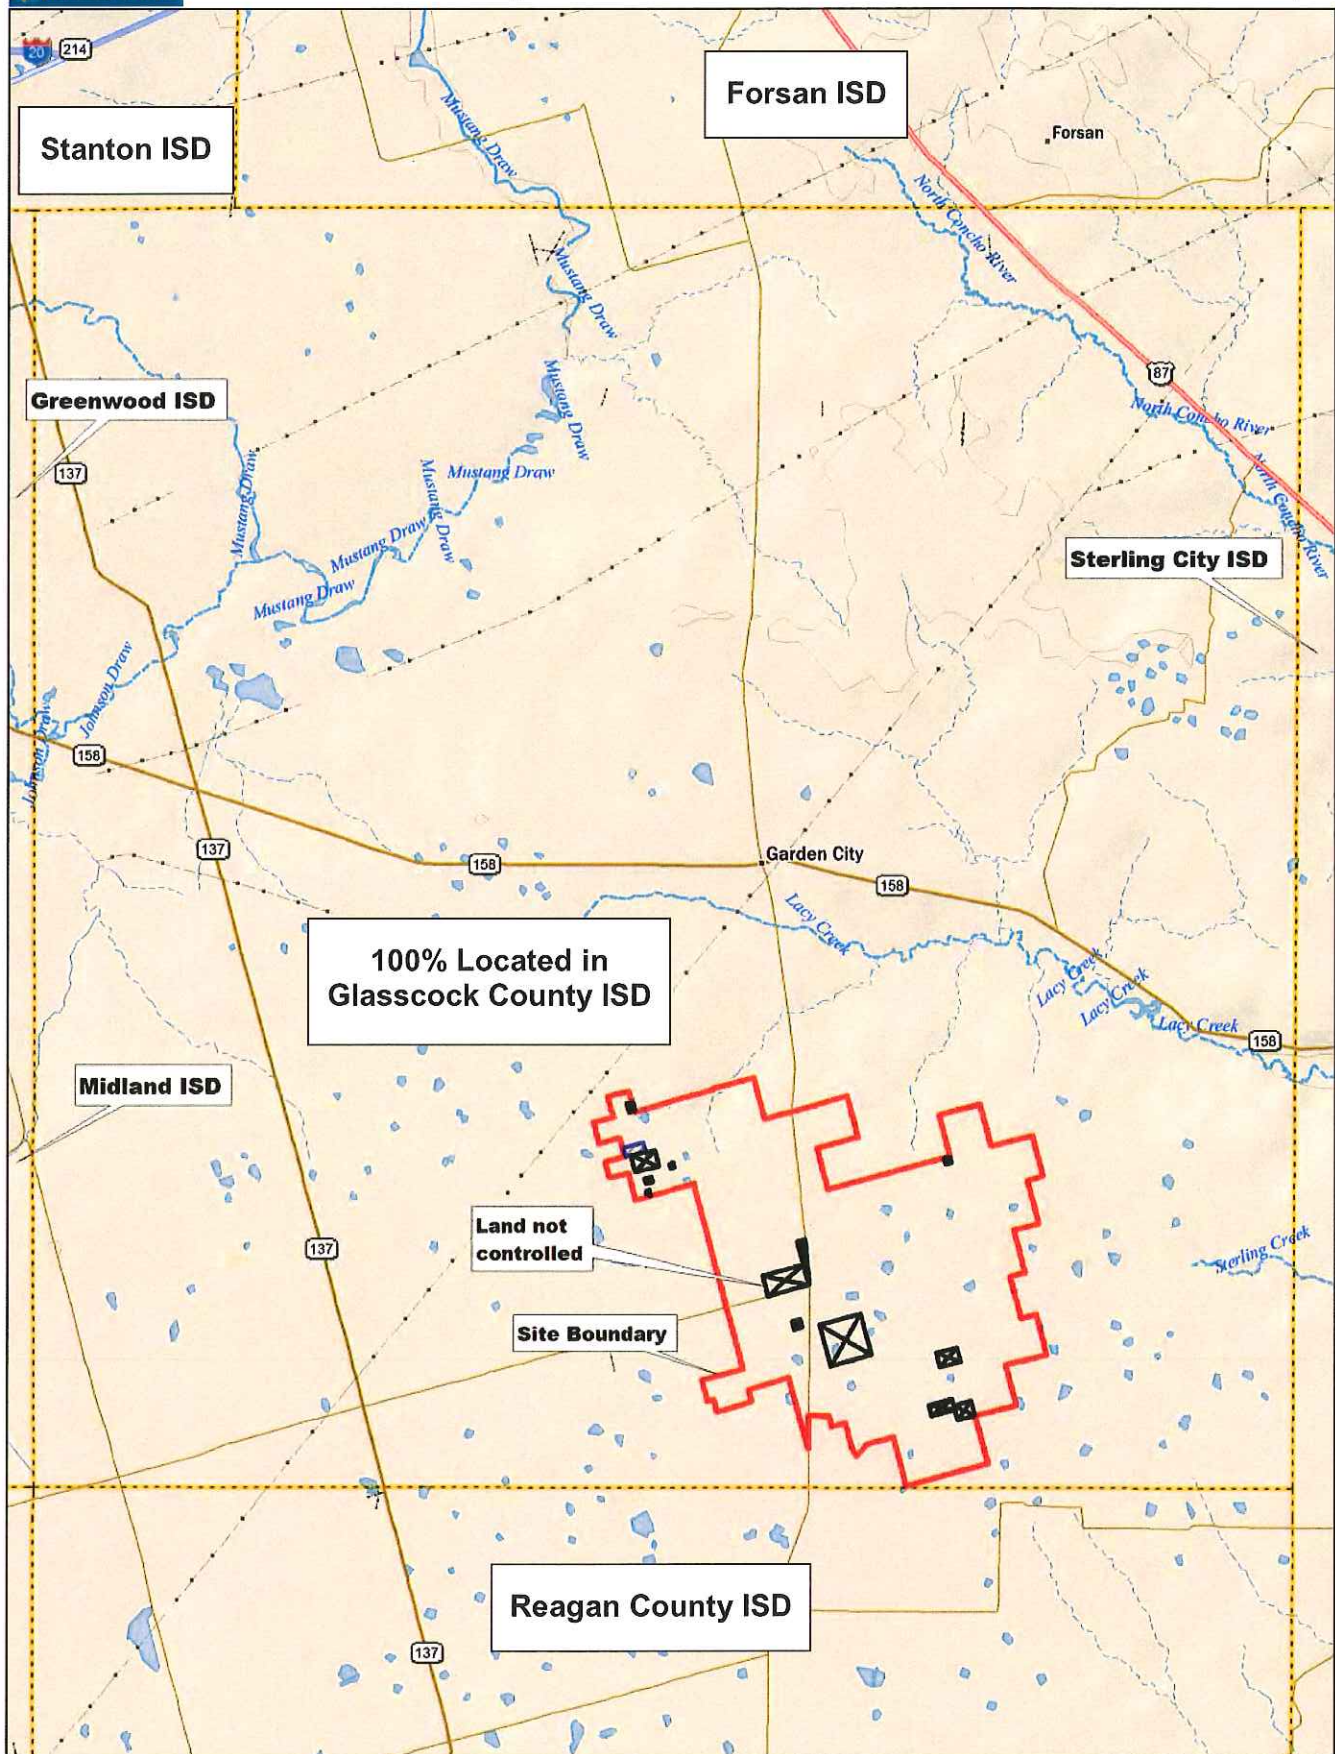 20
214
Stanton ISD
Forsan ISD
Forsan
Mustang Draw
North Concho River
Mustang Draw
Mustang Draw
87
North Concho River
North Concho River
Greenwood ISD
137
Mustang Draw
Mustang Draw
Mustang Draw
Mustang Draw
Mustang Draw
Sterling City ISD
Johnson Draw
Johnson Draw
158
137
158
Garden City
158
Lacy Creek
100% Located in
Glasscock County ISD
Lacy Creek
Lacy Creek
Lacy Creek
158
Midland ISD
Land not
controlled
137
Sterling Creek
Site Boundary
Reagan County ISD
137